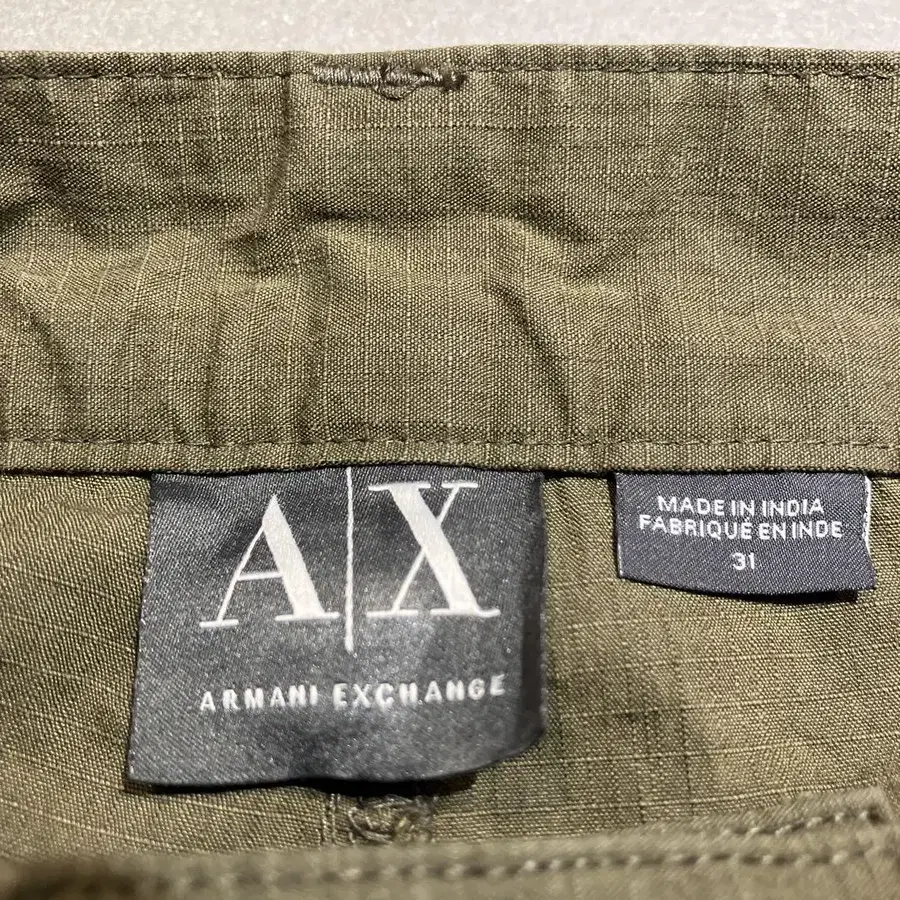 A|X
ARMANI EXCHANGE
MADE IN INDIA
FABRIQUÉ EN INDE
31